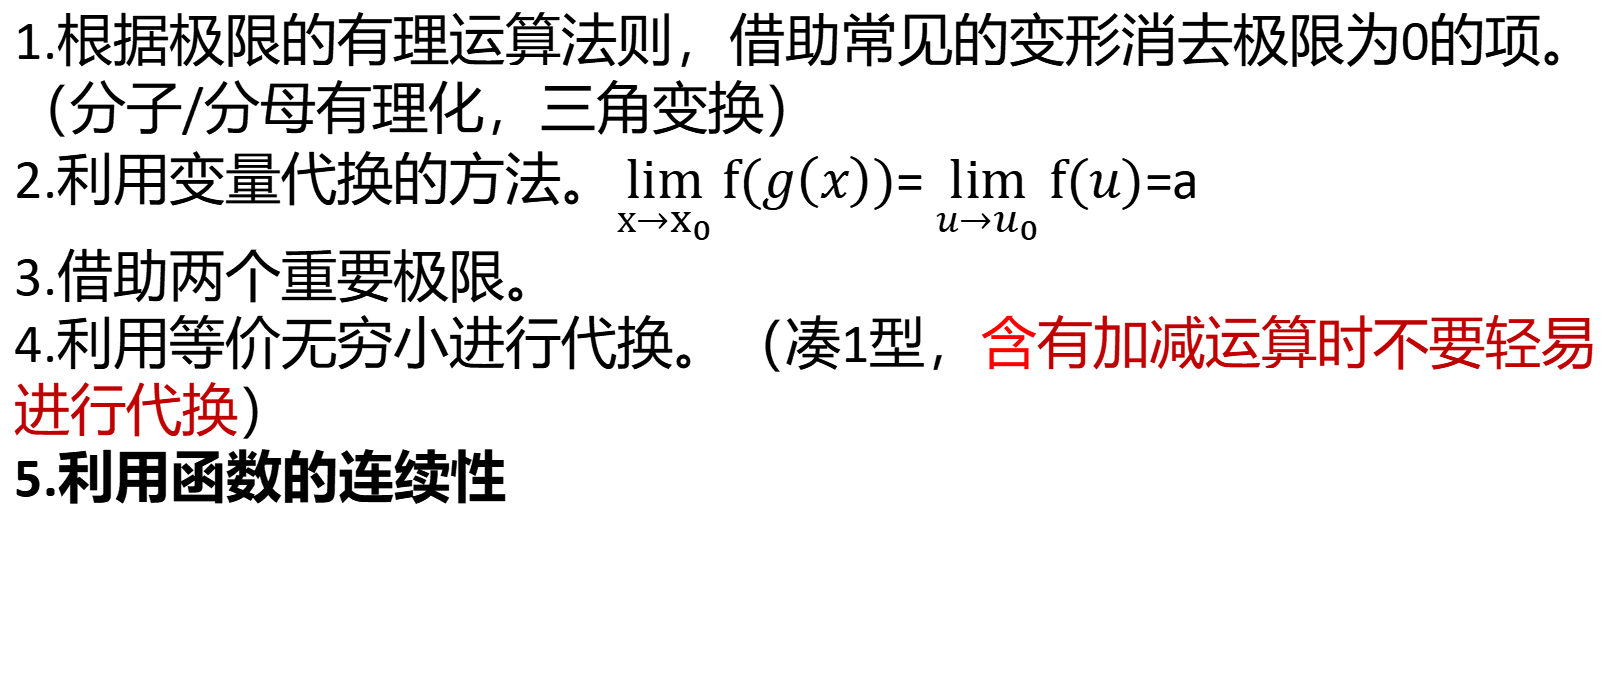 1.根据极限的有理运算法则，借助常见的变形消去极限为0的项。
（分子/分母有理化，三角变换）
2.利用变量代换的方法。lim f(g(x))= lim f(u)=a
x→x₀ u→u₀
3.借助两个重要极限。
4.利用等价无穷小进行代换。（凑1型，含有加减运算时不要轻易
进行代换）
5.利用函数的连续性